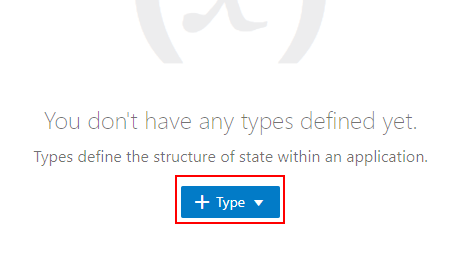 (x)
You don't have any types defined yet.
Types define the structure of state within an application.
+ Type